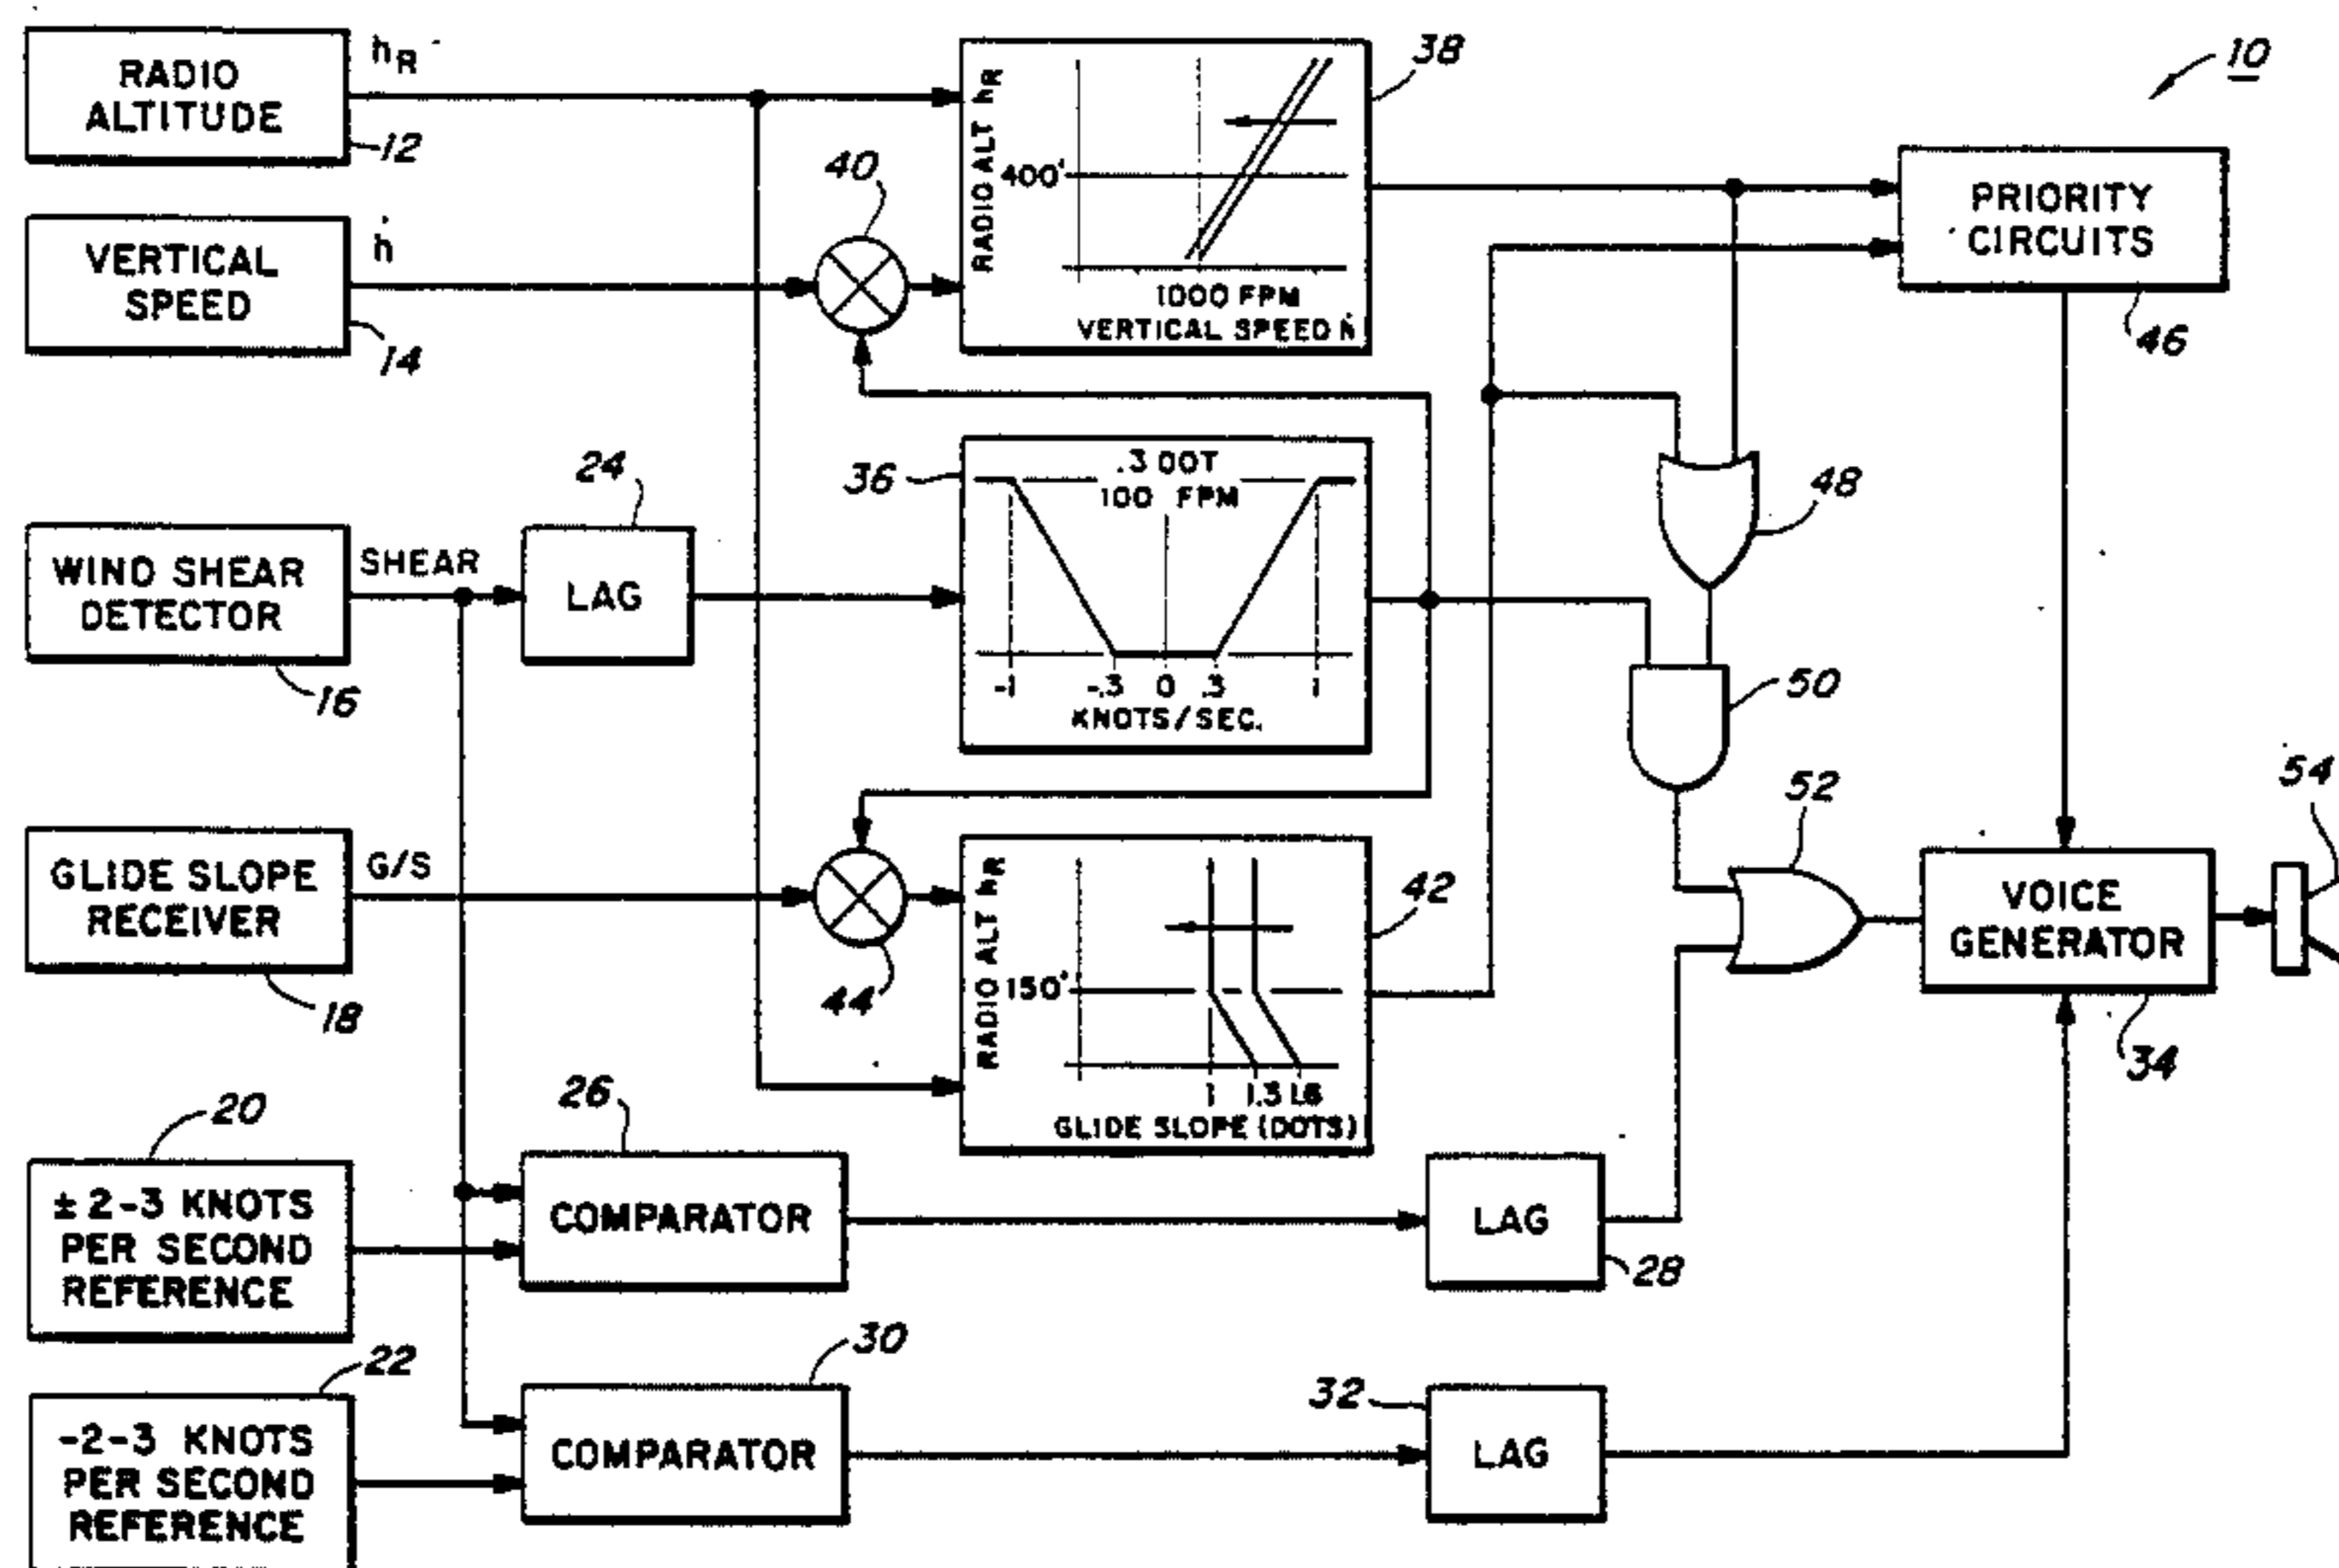 RADIO
ALTITUDE
12
hR
VERTICAL
SPEED
14
ḣ
40
RADIO ALT hR
400'
1000 FPM
VERTICAL SPEED ḣ
38
10
PRIORITY
CIRCUITS
46
WIND SHEAR
DETECTOR
16
SHEAR
24
LAG
36
.3 DOT
100 FPM
-1 -.3 0 .3 1
KNOTS/SEC.
48
50
52
54
GLIDE SLOPE
RECEIVER
18
G/S
44
RADIO ALT hR
150'
1 1.3 1.6
GLIDE SLOPE (DOTS)
42
VOICE
GENERATOR
34
20
± 2-3 KNOTS
PER SECOND
REFERENCE
26
COMPARATOR
LAG
28
22
-2-3 KNOTS
PER SECOND
REFERENCE
30
COMPARATOR
32
LAG